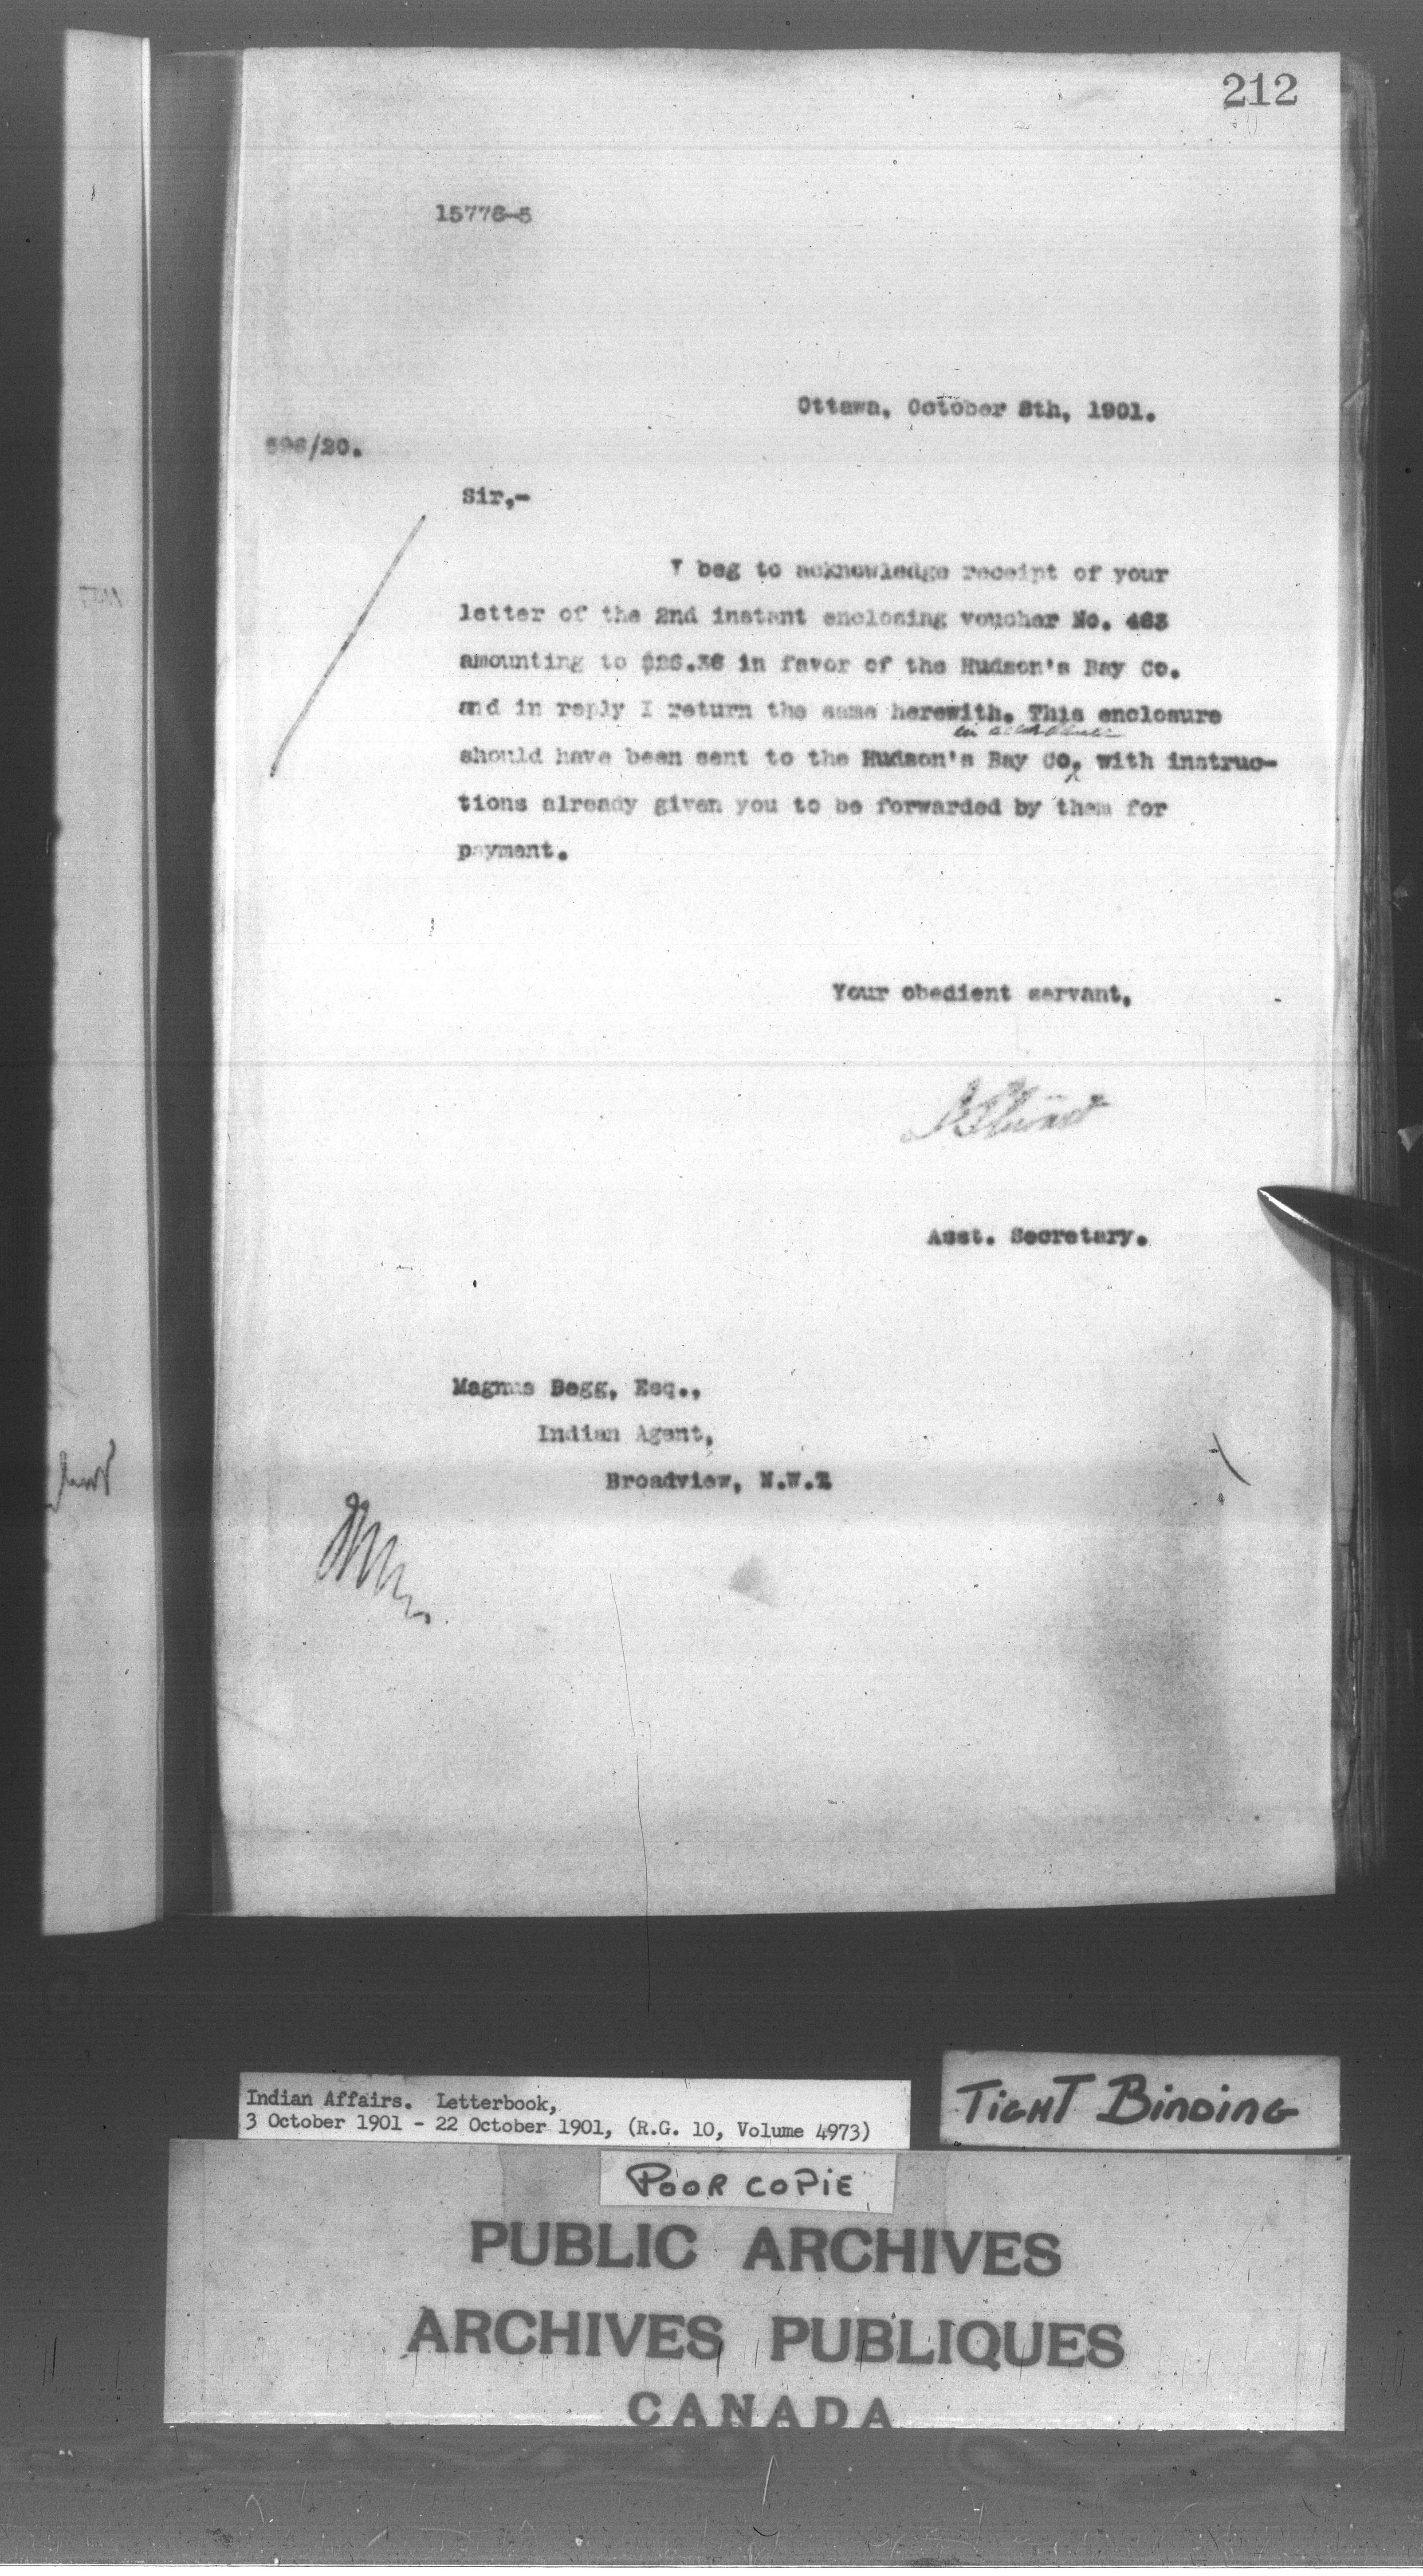 212
15776-5
Ottawa, October 8th, 1901.
/20.
Sir,-
I beg to acknowledge receipt of your
letter of the 2nd instant enclosing voucher No. 463
amounting to $26.36 in favor of the Hudson's Bay Co.
and in reply I return the same herewith. This enclosure
in accordance
should have been sent to the Hudson's Bay Co. with instruc-
tions already given you to be forwarded by them for
payment.
Your obedient servant,
J D Stewart
Asst. Secretary.
Magnus Begg, Esq.,
Indian Agent,
Broadview, N.W.T
Indian Affairs. Letterbook,
3 October 1901 - 22 October 1901, (R.G. 10, Volume 4973)
TIGHT BINDING
POOR COPIE
PUBLIC ARCHIVES
ARCHIVES PUBLIQUES
CANADA